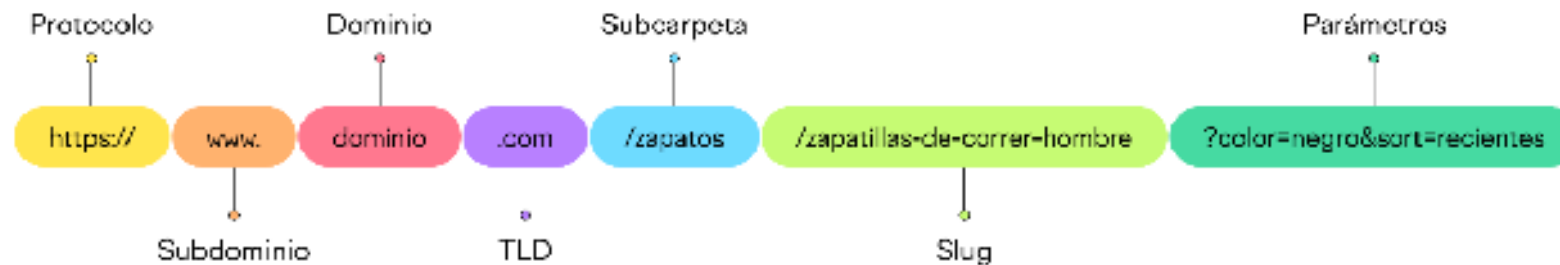 Protocolo Dominio Subcarpeta Parámetros
https:// www. dominio .com /zapatos /zapatillas-de-correr-hombre ?color=negro&sort=recientes
Subdominio TLD Slug